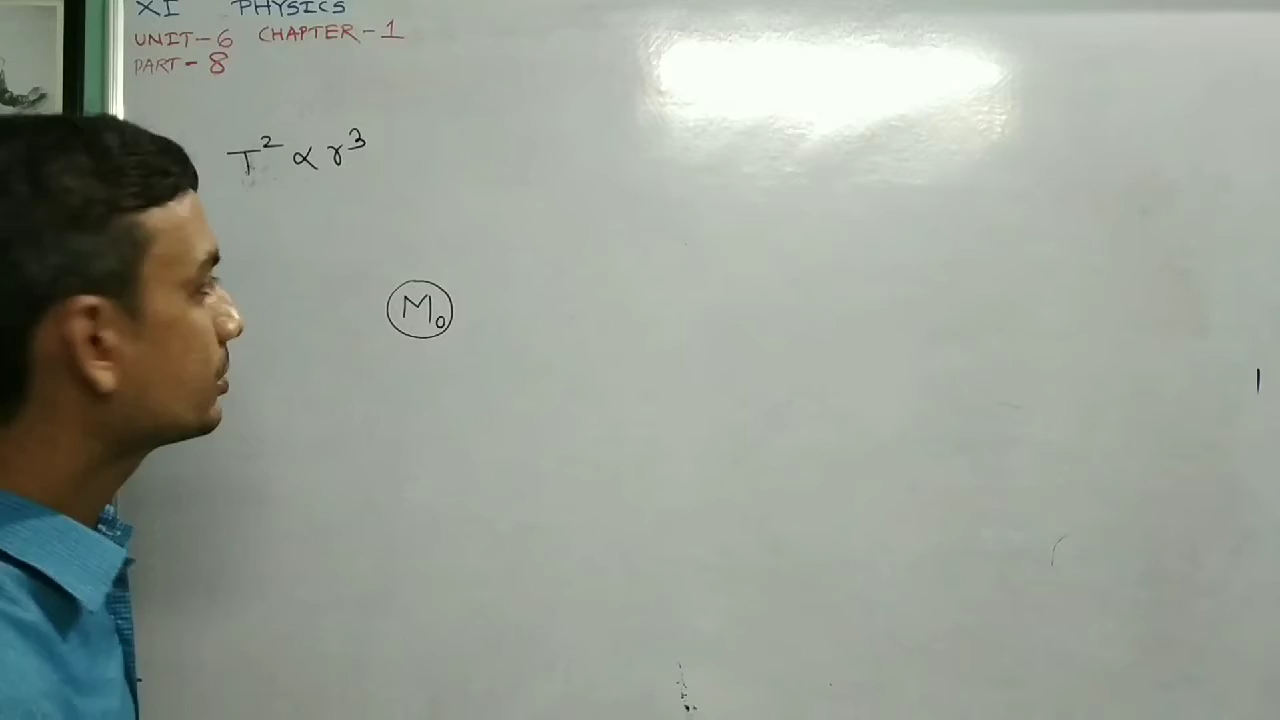 XI PHYSICS
UNIT-6 CHAPTER-1
PART-8
T² ∝ r³
M₀